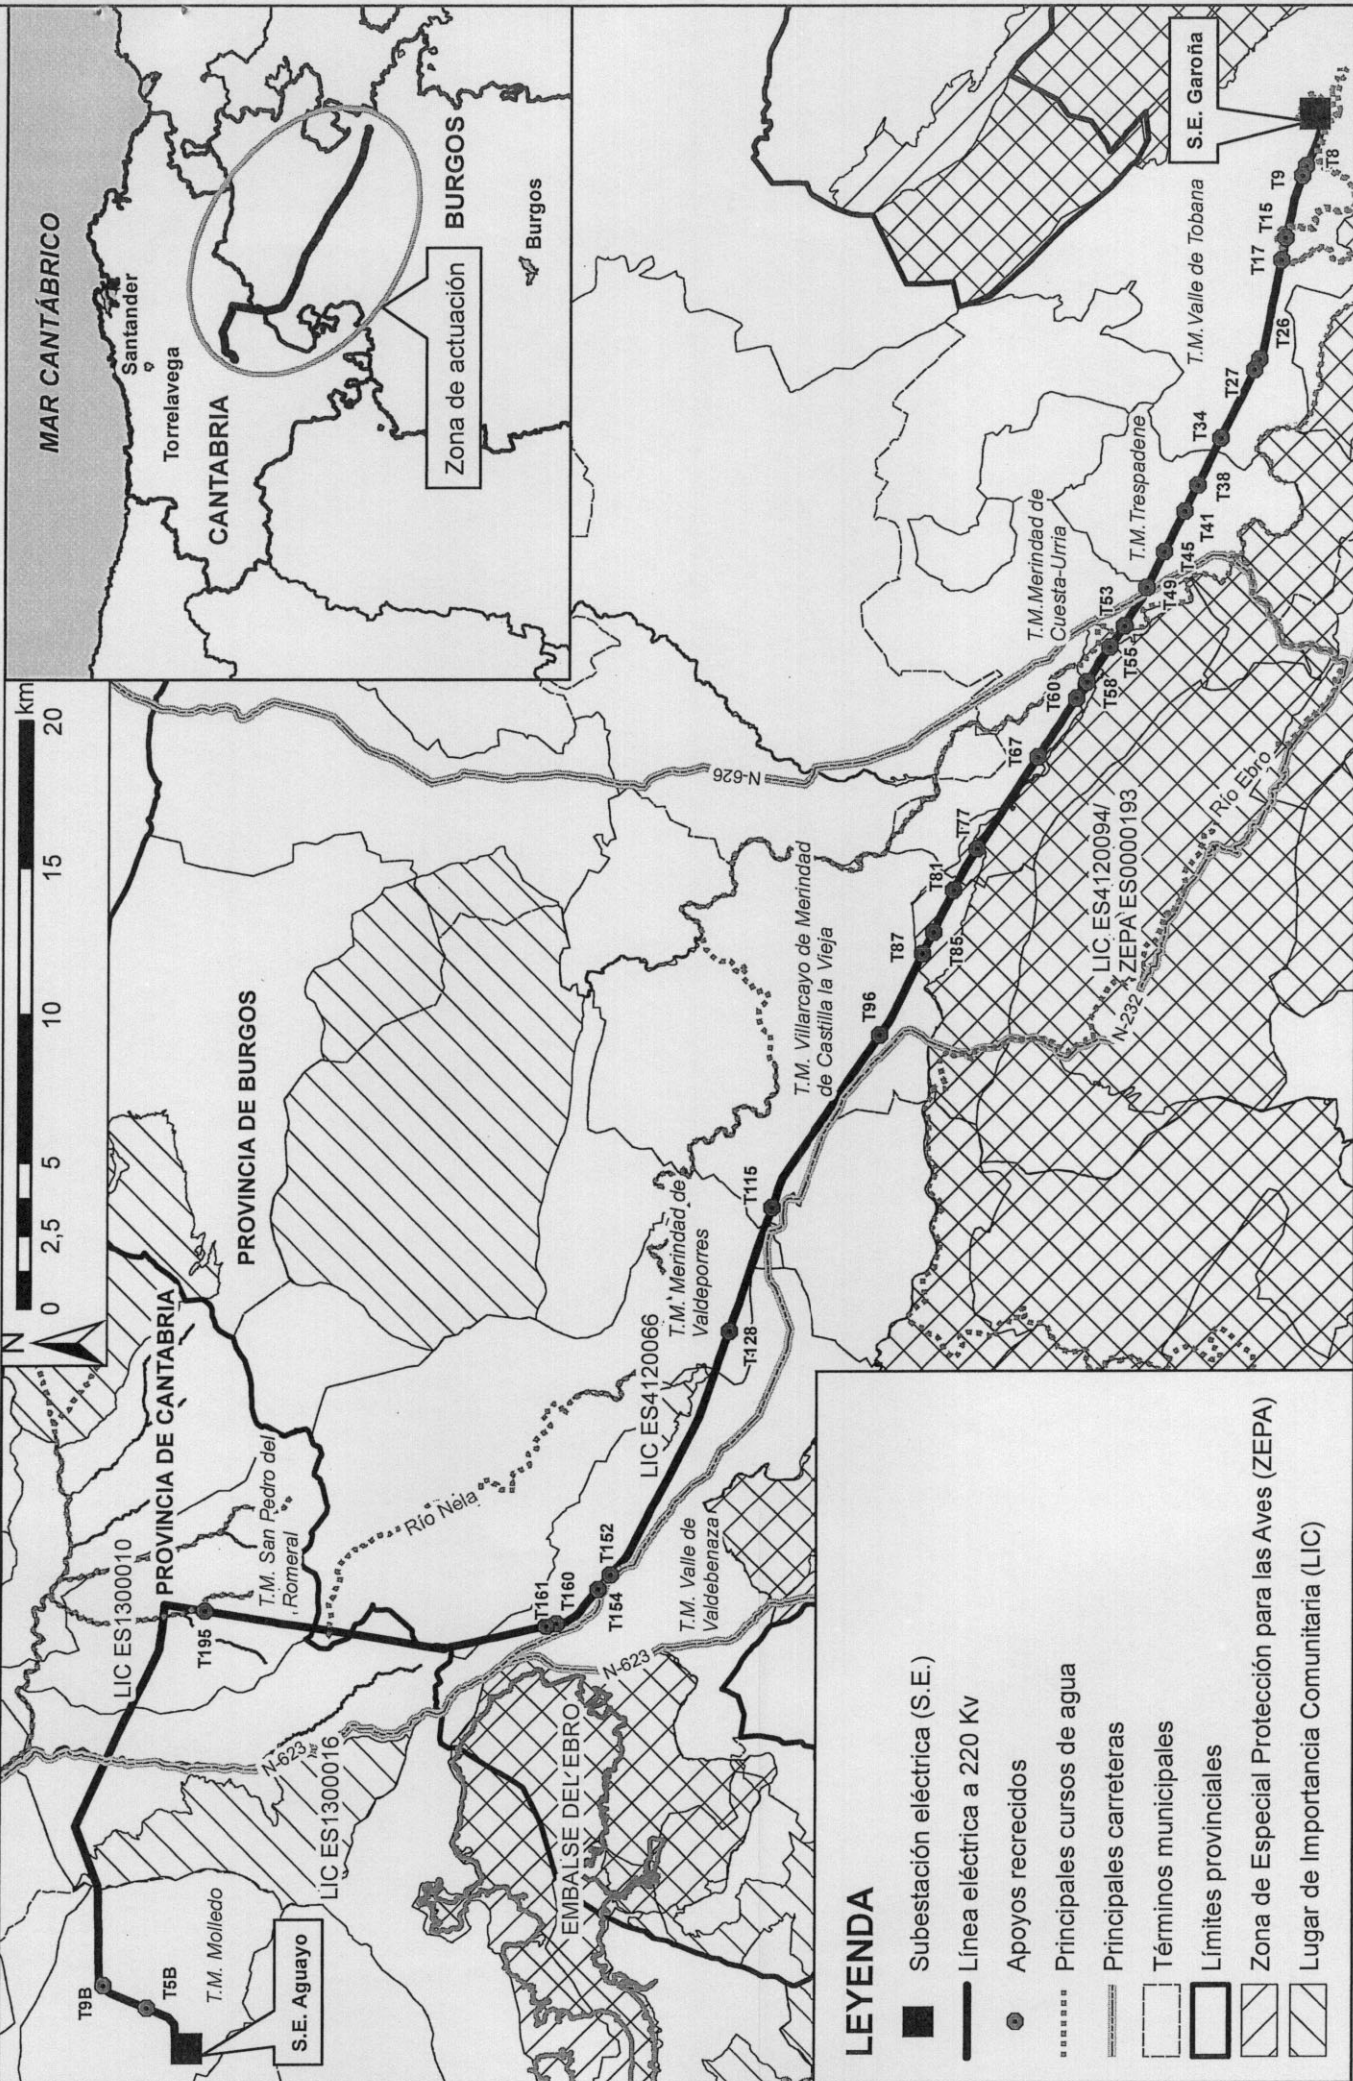 N
0
2,5
5
10
15
20
km
MAR CANTÁBRICO
Santander
Torrelavega
CANTABRIA
BURGOS
Burgos
Zona de actuación
PROVINCIA DE CANTABRIA
PROVINCIA DE BURGOS
LIC ES1300010
T.M. San Pedro del
Romeral
T195
N-623
LIC ES1300016
T9B
T5B
T.M. Molledo
S.E. Aguayo
EMBALSE DEL EBRO
N-623
Río Nela
T161
T160
T154
T152
T.M. Valle de
Valdebenaza
LIC ES4120066
T.M. Merindad de
Valdeporres
T128
T115
T.M. Villarcayo de Merindad
de Castilla la Vieja
N-626
T96
T87
T85
T81
T77
T67
T60
T58
T55
T53
T49
T45
T41
T38
T34
T27
T26
T17
T15
T9
T8
T.M.Merindad de
Cuesta-Urria
T.M.Trespadene
T.M.Valle de Tobana
S.E. Garoña
LIC ES4120094/
ZEPA ES0000193
N-232
Río Ebro
LEYENDA
Subestación eléctrica (S.E.)
Línea eléctrica a 220 Kv
Apoyos recrecidos
Principales cursos de agua
Principales carreteras
Términos municipales
Límites provinciales
Zona de Especial Protección para las Aves (ZEPA)
Lugar de Importancia Comunitaria (LIC)